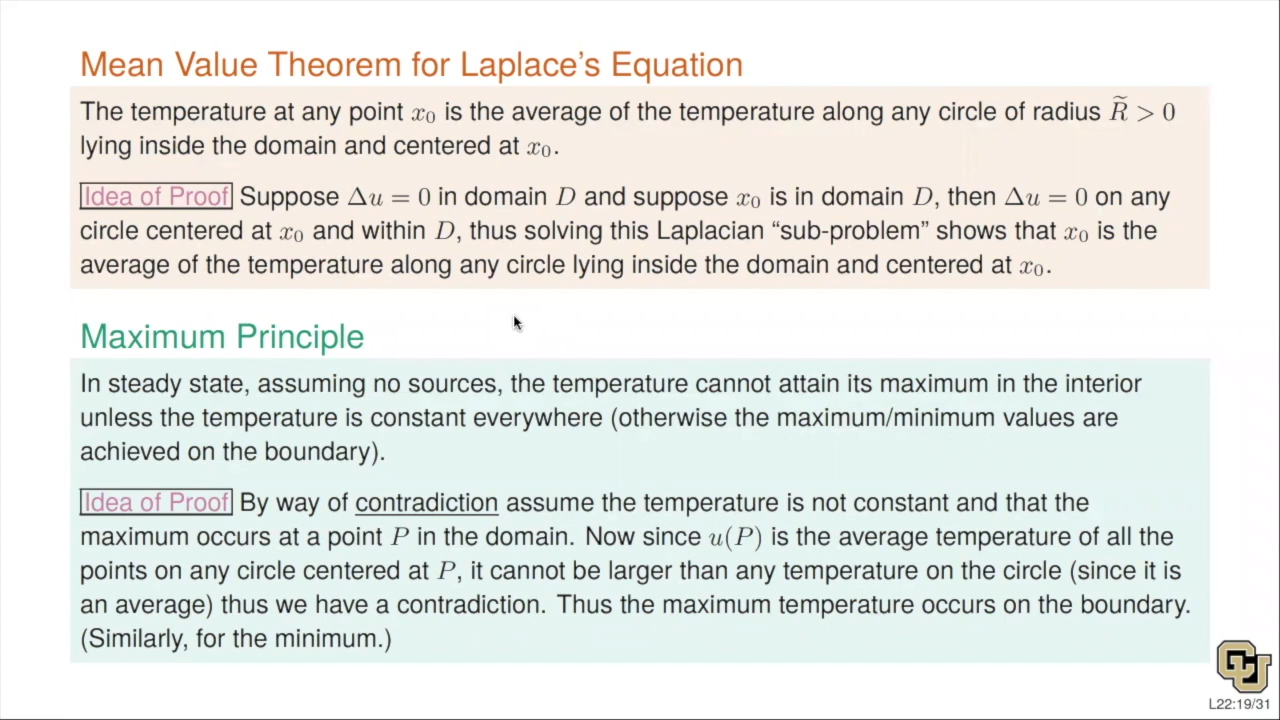 Mean Value Theorem for Laplace's Equation
The temperature at any point x₀ is the average of the temperature along any circle of radius R̃ > 0
lying inside the domain and centered at x₀.
Idea of Proof Suppose Δu = 0 in domain D and suppose x₀ is in domain D, then Δu = 0 on any
circle centered at x₀ and within D, thus solving this Laplacian “sub-problem” shows that x₀ is the
average of the temperature along any circle lying inside the domain and centered at x₀.
Maximum Principle
In steady state, assuming no sources, the temperature cannot attain its maximum in the interior
unless the temperature is constant everywhere (otherwise the maximum/minimum values are
achieved on the boundary).
Idea of Proof By way of contradiction assume the temperature is not constant and that the
maximum occurs at a point P in the domain. Now since u(P) is the average temperature of all the
points on any circle centered at P, it cannot be larger than any temperature on the circle (since it is
an average) thus we have a contradiction. Thus the maximum temperature occurs on the boundary.
(Similarly, for the minimum.)
CU
L22:19/31